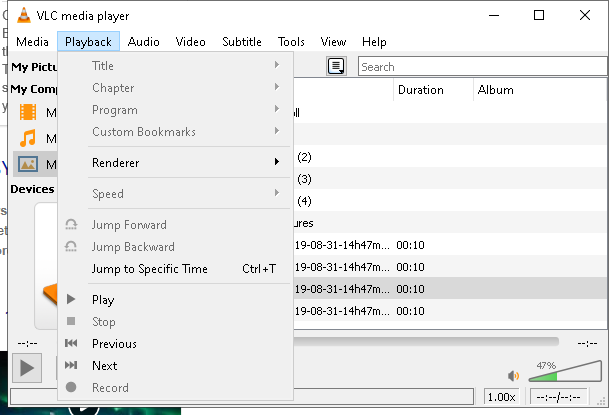 VLC media player
Media Playback Audio Video Subtitle Tools View Help
My Pictu
Search
My Comp
Duration Album
Title
Chapter
Program
Custom Bookmarks
Renderer
Speed
Jump Forward
Jump Backward
Jump to Specific Time Ctrl+T
Play
Stop
Previous
Next
Record
M
M
M
Devices
ll
(2)
(3)
(4)
ures
19-08-31-14h47m... 00:10
19-08-31-14h47m... 00:10
19-08-31-14h47m... 00:10
19-08-31-14h47m... 00:10
--:-- --:--
47%
1.00x --:--/--:--